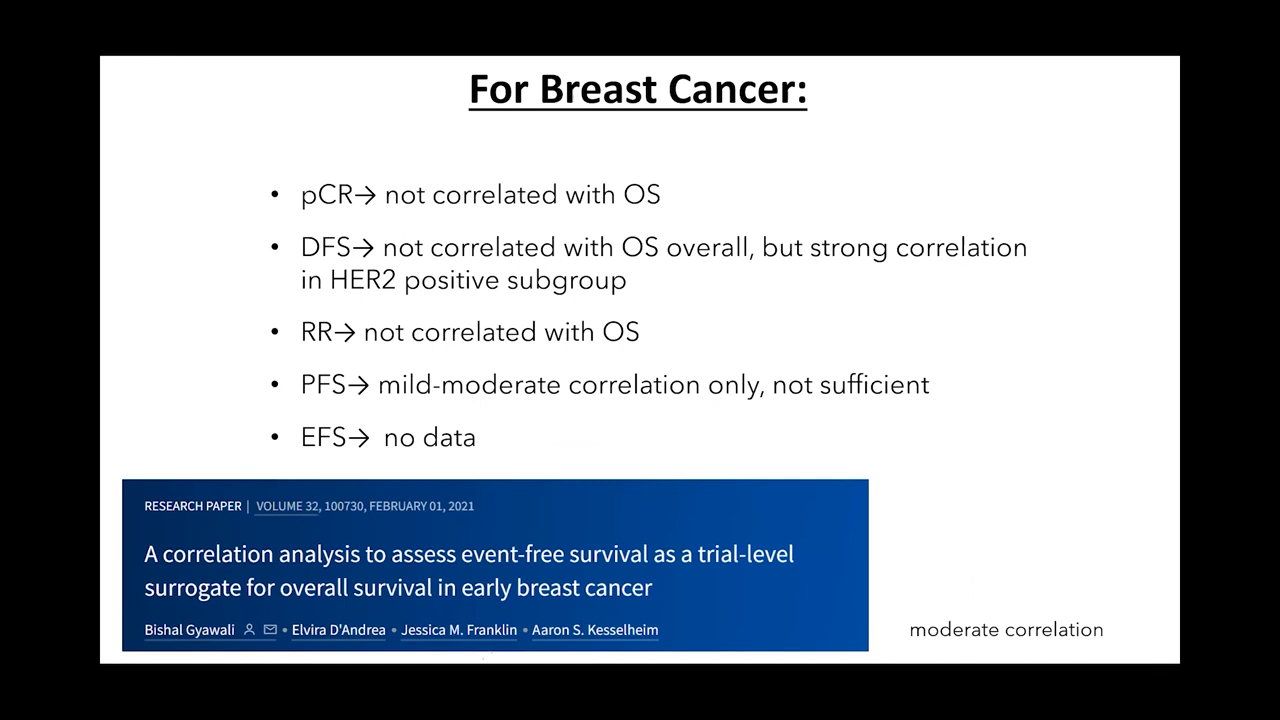 For Breast Cancer:
• pCR→ not correlated with OS
• DFS→ not correlated with OS overall, but strong correlation
in HER2 positive subgroup
• RR→ not correlated with OS
• PFS→ mild-moderate correlation only, not sufficient
• EFS→ no data
RESEARCH PAPER | VOLUME 32, 100730, FEBRUARY 01, 2021
A correlation analysis to assess event-free survival as a trial-level
surrogate for overall survival in early breast cancer
Bishal Gyawali • Elvira D'Andrea • Jessica M. Franklin • Aaron S. Kesselheim
moderate correlation